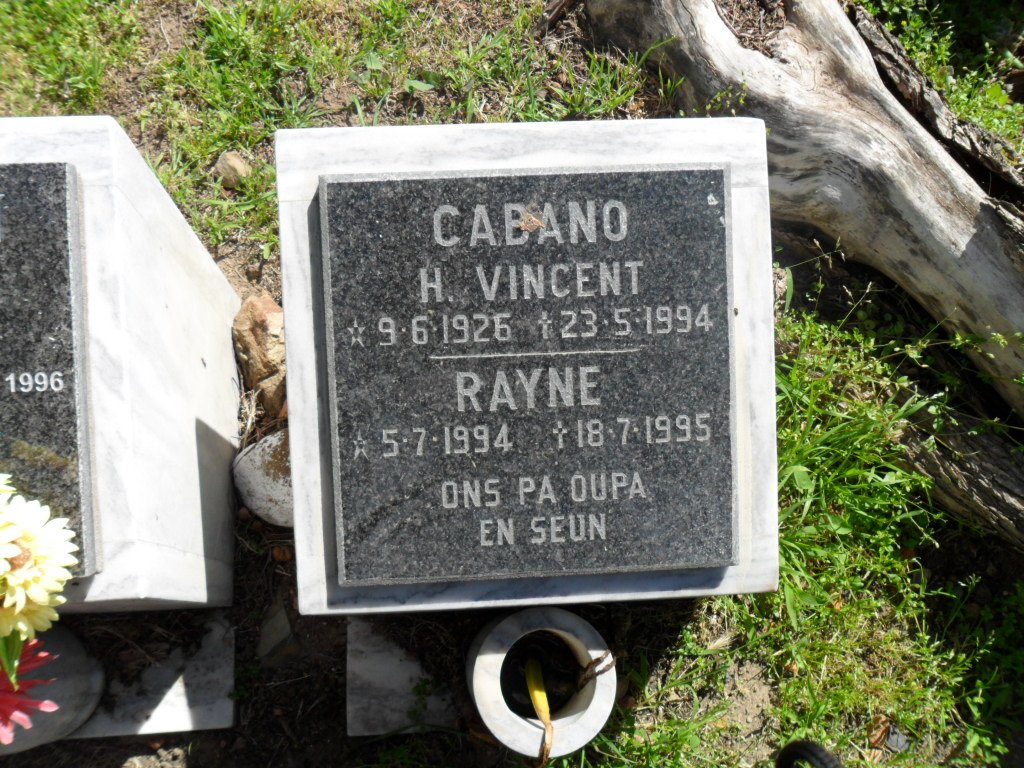 CABANO
H. VINCENT
☆ 9·6·1926 † 23·5·1994
RAYNE
☆ 5·7·1994 † 18·7·1995
ONS PA OUPA
EN SEUN
1996